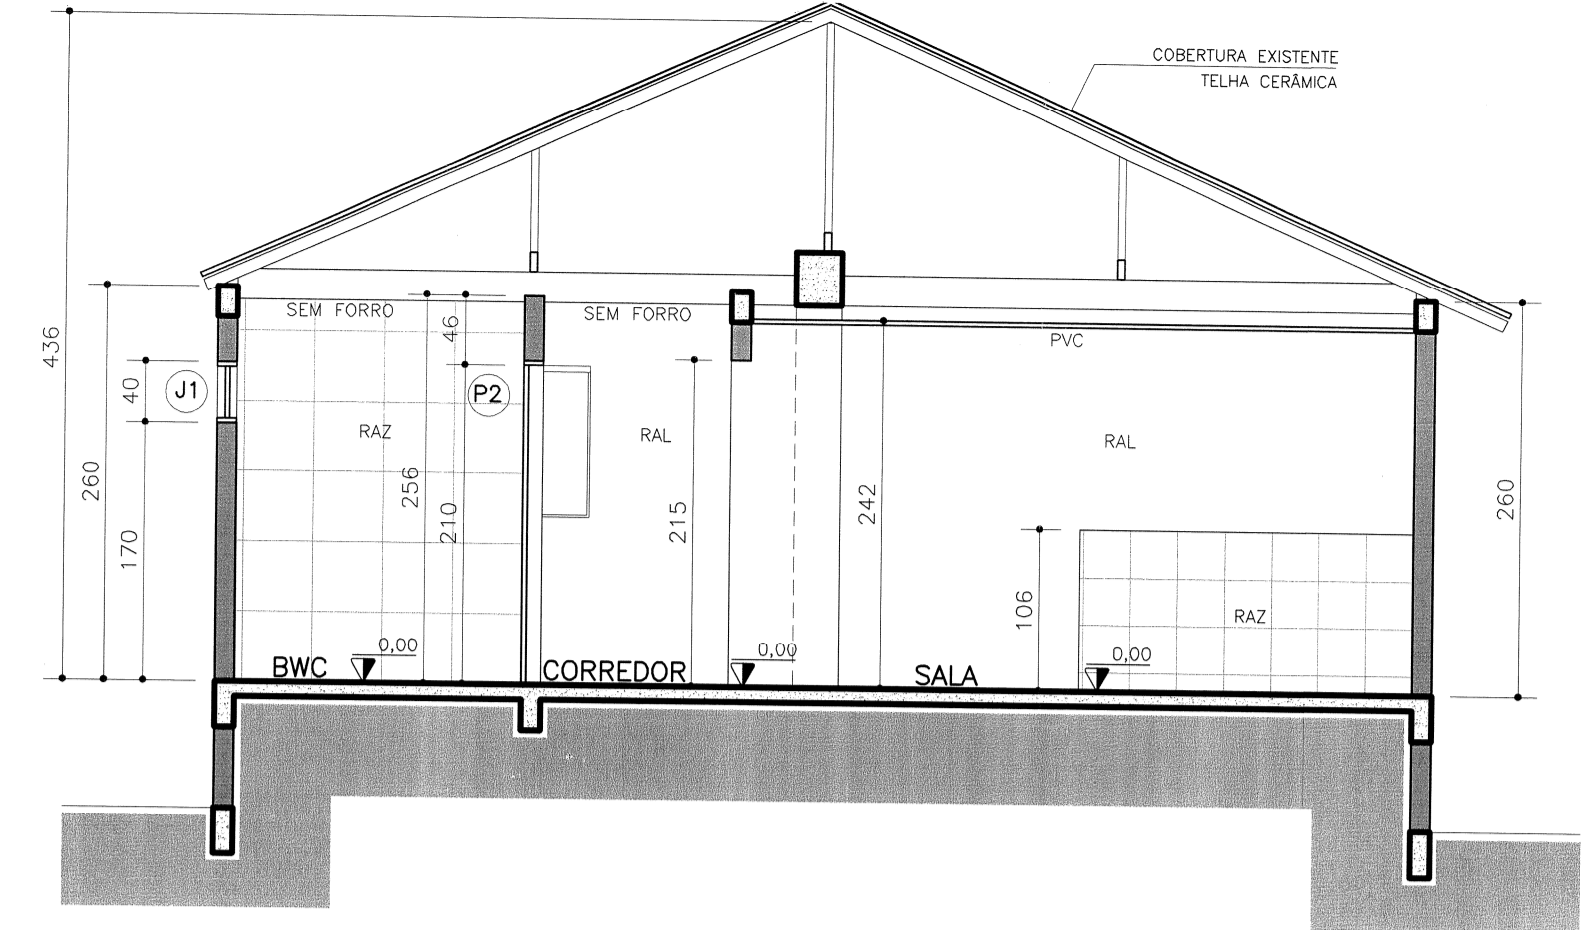 COBERTURA EXISTENTE
TELHA CERÂMICA
SEM FORRO
SEM FORRO
46
PVC
436
40
J1
P2
RAZ
RAL
RAL
260
256
210
215
242
260
170
106
RAZ
0,00
0,00
0,00
BWC
CORREDOR
SALA